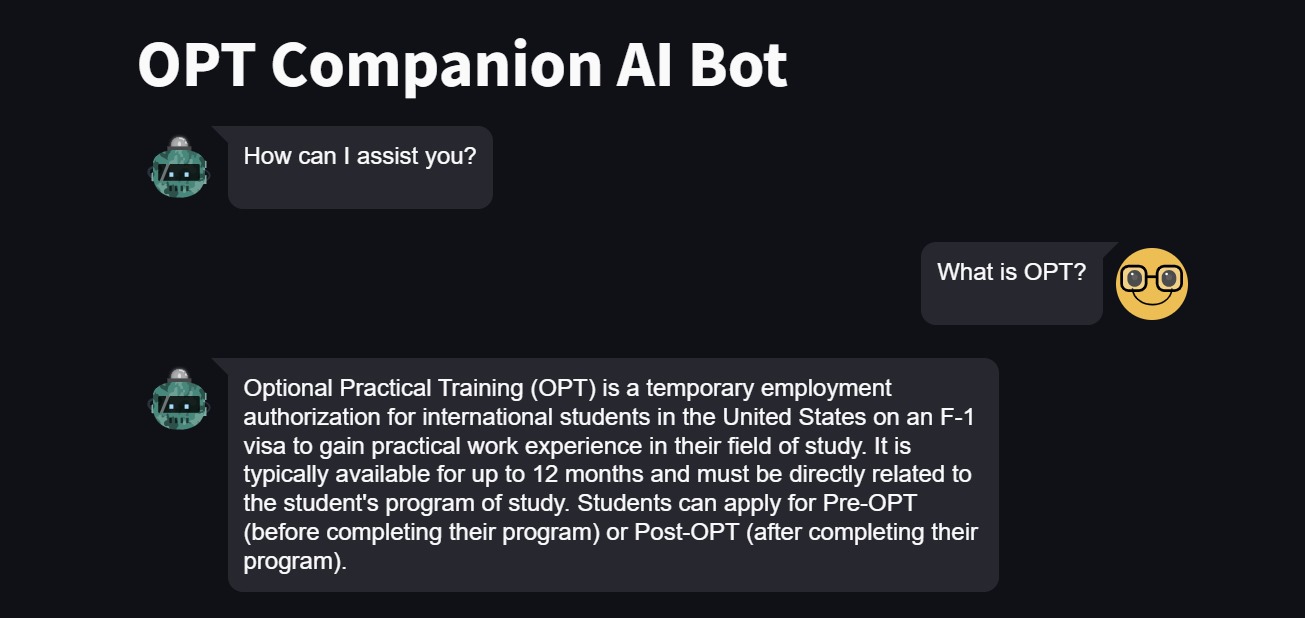 OPT Companion AI Bot
How can I assist you?
What is OPT?
Optional Practical Training (OPT) is a temporary employment
authorization for international students in the United States on an F-1
visa to gain practical work experience in their field of study. It is
typically available for up to 12 months and must be directly related to
the student's program of study. Students can apply for Pre-OPT
(before completing their program) or Post-OPT (after completing their
program).